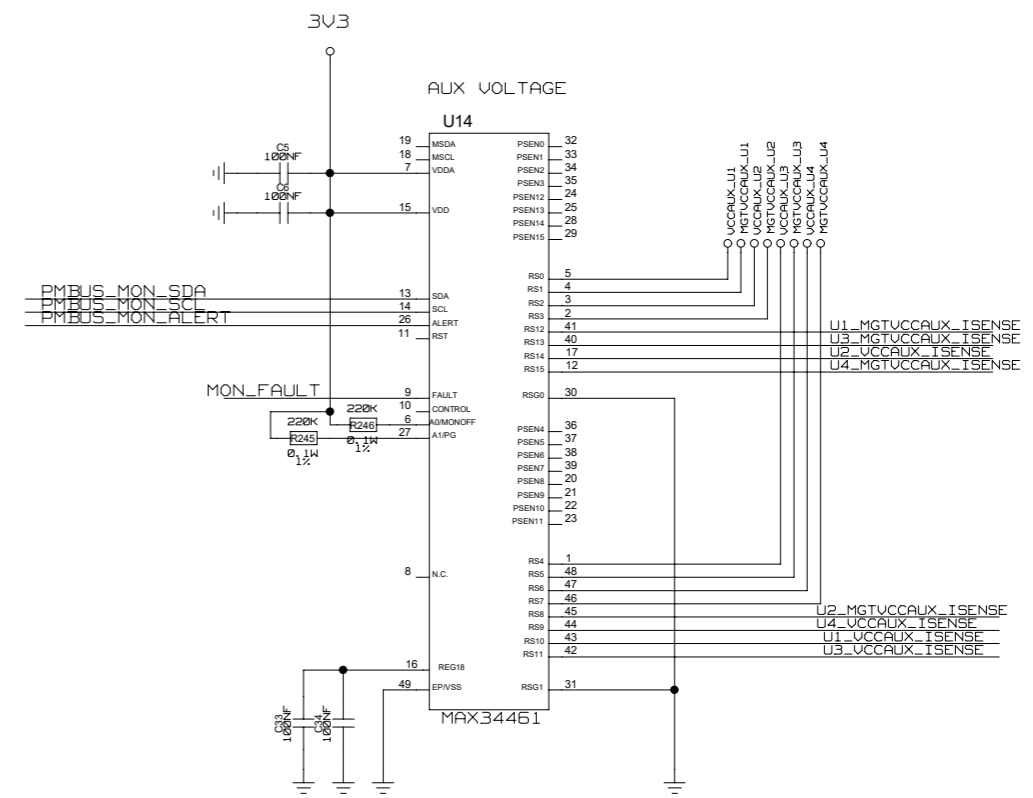 3V3
AUX VOLTAGE
U14
C5
100NF
C6
100NF
19 MSDA
18 MSCL
7 VDDA
15 VDD
PMBUS_MON_SDA 13 SDA
PMBUS_MON_SCL 14 SCL
PMBUS_MON_ALERT 26 ALERT
11 RST
MON_FAULT 9 FAULT
10 CONTROL
6 A0/MONOFF
27 A1/PG
220K
R246
0.1W
1%
220K
R245
0.1W
1%
8 N.C.
16 REG18
49 EP/VSS
C33
100NF
C34
100NF
MAX34461
PSEN0 32
PSEN1 33
PSEN2 34
PSEN3 35
PSEN12 24
PSEN13 25
PSEN14 28
PSEN15 29
RS0 5
RS1 4
RS2 3
RS3 2
RS12 41 U1_MGTVCCAUX_ISENSE
RS13 40 U3_MGTVCCAUX_ISENSE
RS14 17 U2_VCCAUX_ISENSE
RS15 12 U4_MGTVCCAUX_ISENSE
RSG0 30
PSEN4 36
PSEN5 37
PSEN6 38
PSEN7 39
PSEN8 20
PSEN9 21
PSEN10 22
PSEN11 23
RS4 1
RS5 48
RS6 47
RS7 46
RS8 45 U2_MGTVCCAUX_ISENSE
RS9 44 U4_VCCAUX_ISENSE
RS10 43 U1_VCCAUX_ISENSE
RS11 42 U3_VCCAUX_ISENSE
RSG1 31
VCCAUX_U1
MGTVCCAUX_U1
VCCAUX_U2
MGTVCCAUX_U2
VCCAUX_U3
MGTVCCAUX_U3
VCCAUX_U4
MGTVCCAUX_U4